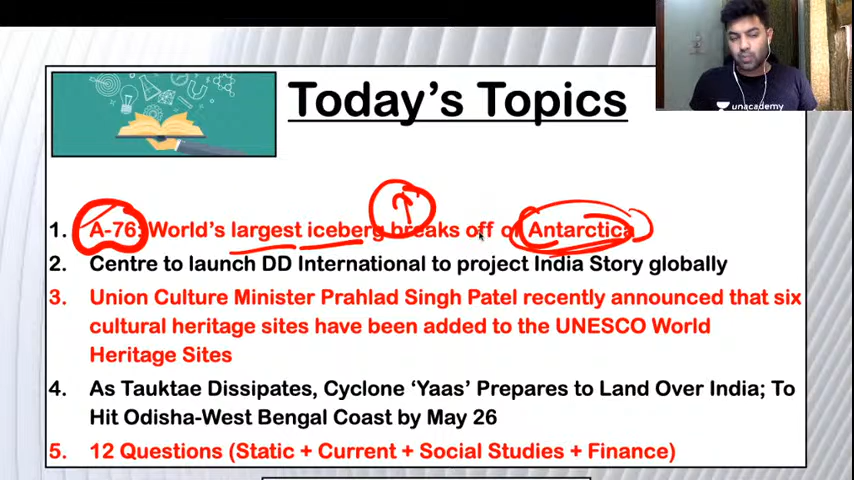 unacademy
Today's Topics
1. A-76: World's largest iceberg breaks off of Antarctica
2. Centre to launch DD International to project India Story globally
3. Union Culture Minister Prahlad Singh Patel recently announced that six
cultural heritage sites have been added to the UNESCO World
Heritage Sites
4. As Tauktae Dissipates, Cyclone ‘Yaas’ Prepares to Land Over India; To
Hit Odisha-West Bengal Coast by May 26
5. 12 Questions (Static + Current + Social Studies + Finance)